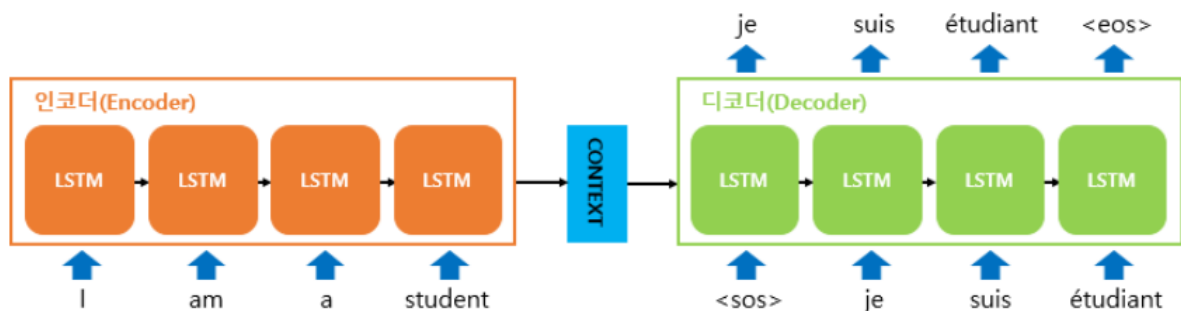 je suis étudiant <eos>
인코더(Encoder)
디코더(Decoder)
LSTM LSTM LSTM LSTM
CONTEXT
LSTM LSTM LSTM LSTM
I am a student
<sos> je suis étudiant